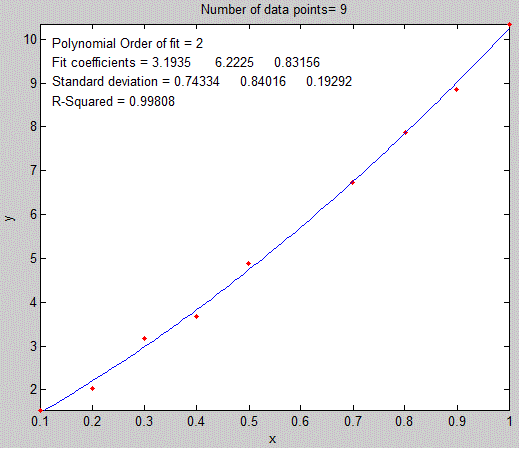 Number of data points= 9
Polynomial Order of fit = 2
Fit coefficients = 3.1935 6.2225 0.83156
Standard deviation = 0.74334 0.84016 0.19292
R-Squared = 0.99808
10
9
8
7
6
5
4
3
2
y
0.1 0.2 0.3 0.4 0.5 0.6 0.7 0.8 0.9 1
x